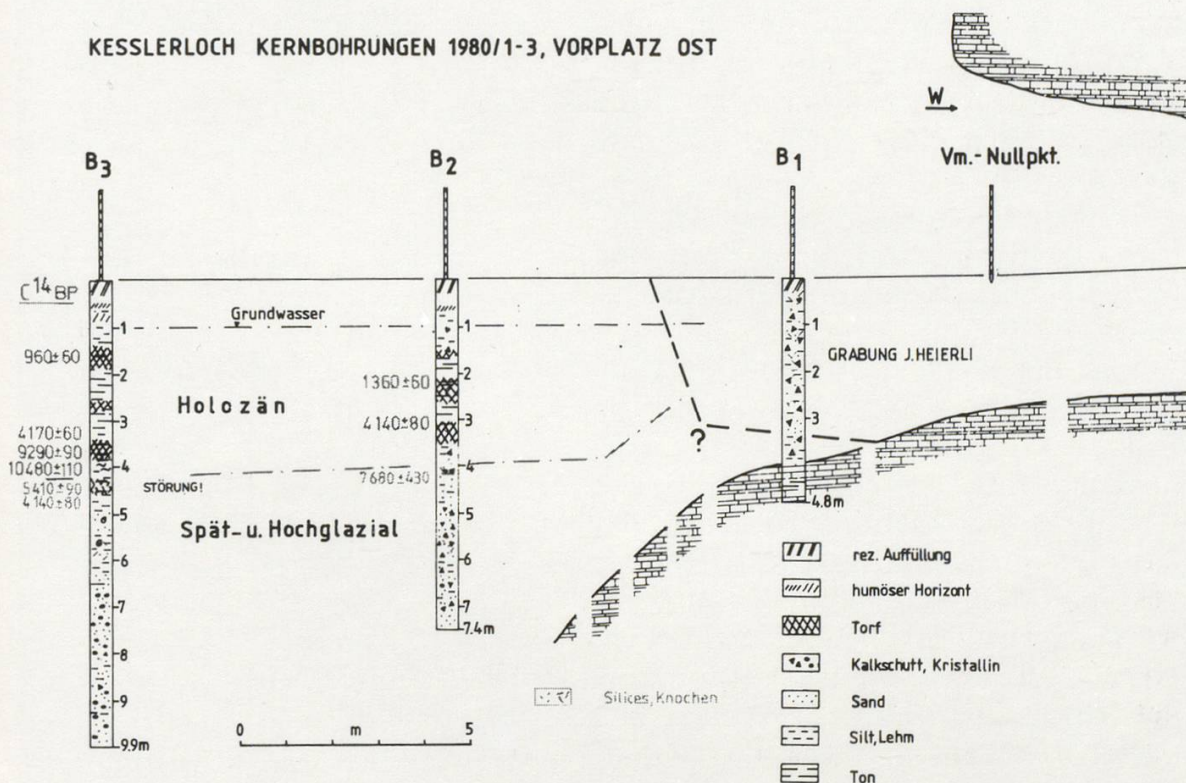 KESSLERLOCH KERNBOHRUNGEN 1980/1-3, VORPLATZ OST
W
B3
B2
B1
Vm.-Nullpkt.
C14 BP
Grundwasser
1
1
1
960±60
GRABUNG J. HEIERLI
2
2
2
1360±60
Holozän
3
3
3
4170±60
4140±80
?
9290±90
10480±110
4
4
5410±90
STÖRUNG!
7680±430
4140±80
4.8m
5
5
Spät- u. Hochglazial
6
6
7
7
7.4m
8
9
9.9m
0 m 5
Silices, Knochen
rez. Auffüllung
humöser Horizont
Torf
Kalkschutt, Kristallin
Sand
Silt, Lehm
Ton